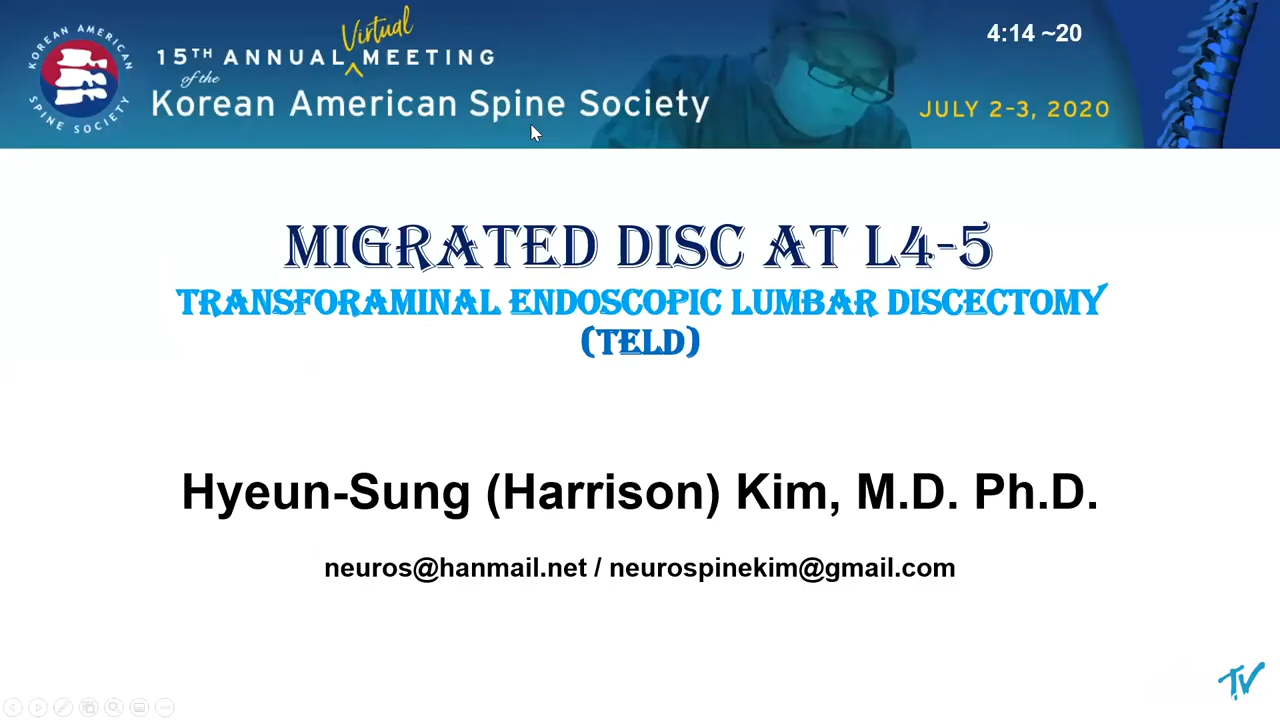 4:14 ~20
KOREAN AMERICAN
SPINE SOCIETY
Virtual
15TH ANNUAL MEETING
of the
Korean American Spine Society
JULY 2-3, 2020
MIGRATED DISC AT L4-5
TRANSFORAMINAL ENDOSCOPIC LUMBAR DISCECTOMY
(TELD)
Hyeun-Sung (Harrison) Kim, M.D. Ph.D.
neuros@hanmail.net / neurospinekim@gmail.com
TV